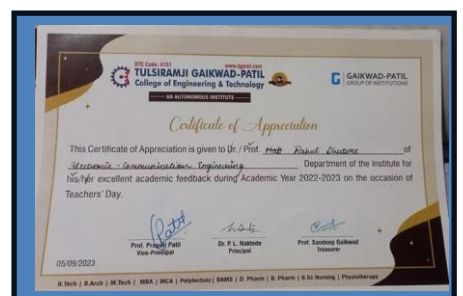 DTE Code: 4151 www.tgpcet.com
TULSIRAMJI GAIKWAD-PATIL
College of Engineering & Technology
AN AUTONOMOUS INSTITUTE
GAIKWAD-PATIL
GROUP OF INSTITUTIONS
Certificate of Appreciation
This Certificate of Appreciation is given to Dr. / Prof. Rahul Dhuture of
Electronic - Communication Engineering Department of the institute for
his/her excellent academic feedback during Academic Year 2022-2023 on the occasion of
Teachers' Day.
Prof. Pragati Patil
Vice-Principal
Dr. P. L. Naktode
Principal
Prof. Sandeep Gaikwad
Treasurer
05/09/2023
B.Tech | B.Arch | M.Tech | MBA | MCA | Polytechnic | BAMS | D. Pharm | B. Pharm | B.Sc Nursing | Physiotherapy